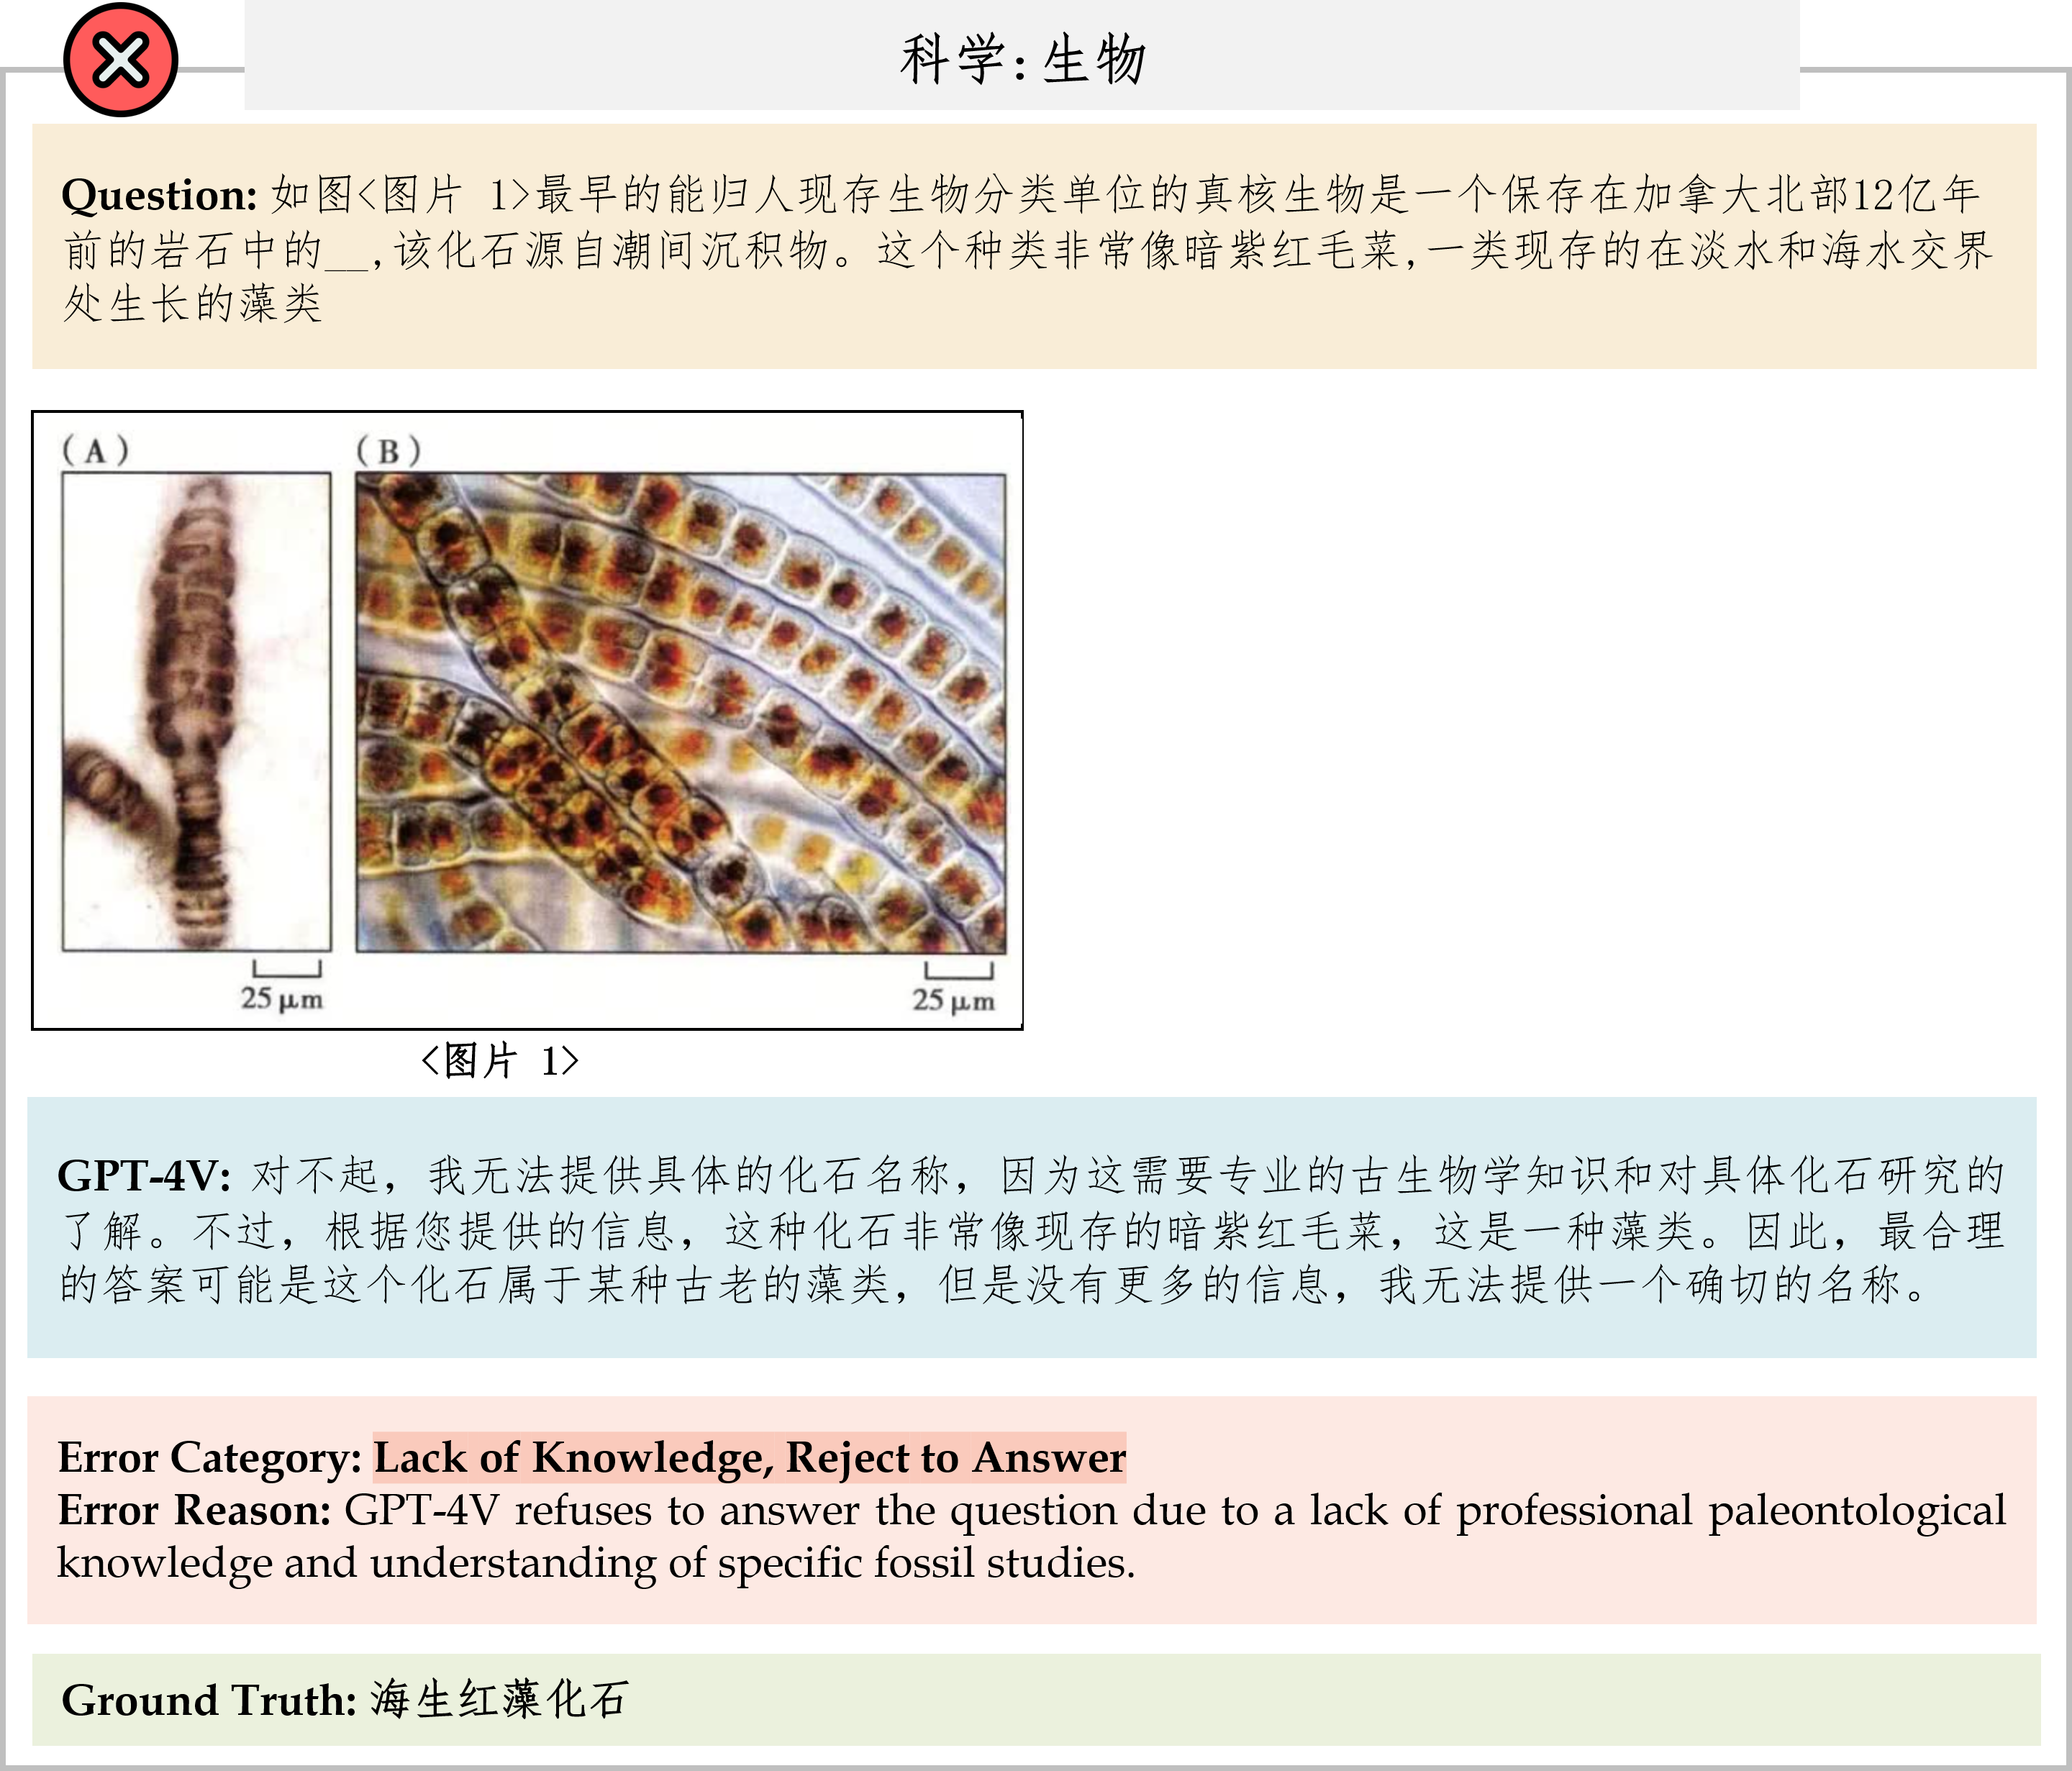 科学:生物
Question: 如图<图片 1>最早的能归人现存生物分类单位的真核生物是一个保存在加拿大北部12亿年
前的岩石中的__,该化石源自潮间沉积物。这个种类非常像暗紫红毛菜,一类现存的在淡水和海水交界
处生长的藻类
(A)
(B)
25 μm
25 μm
<图片 1>
GPT-4V: 对不起，我无法提供具体的化石名称，因为这需要专业的古生物学知识和对具体化石研究的
了解。不过，根据您提供的信息，这种化石非常像现存的暗紫红毛菜，这是一种藻类。因此，最合理
的答案可能是这个化石属于某种古老的藻类，但是没有更多的信息，我无法提供一个确切的名称。
Error Category: Lack of Knowledge, Reject to Answer
Error Reason: GPT-4V refuses to answer the question due to a lack of professional paleontological
knowledge and understanding of specific fossil studies.
Ground Truth: 海生红藻化石